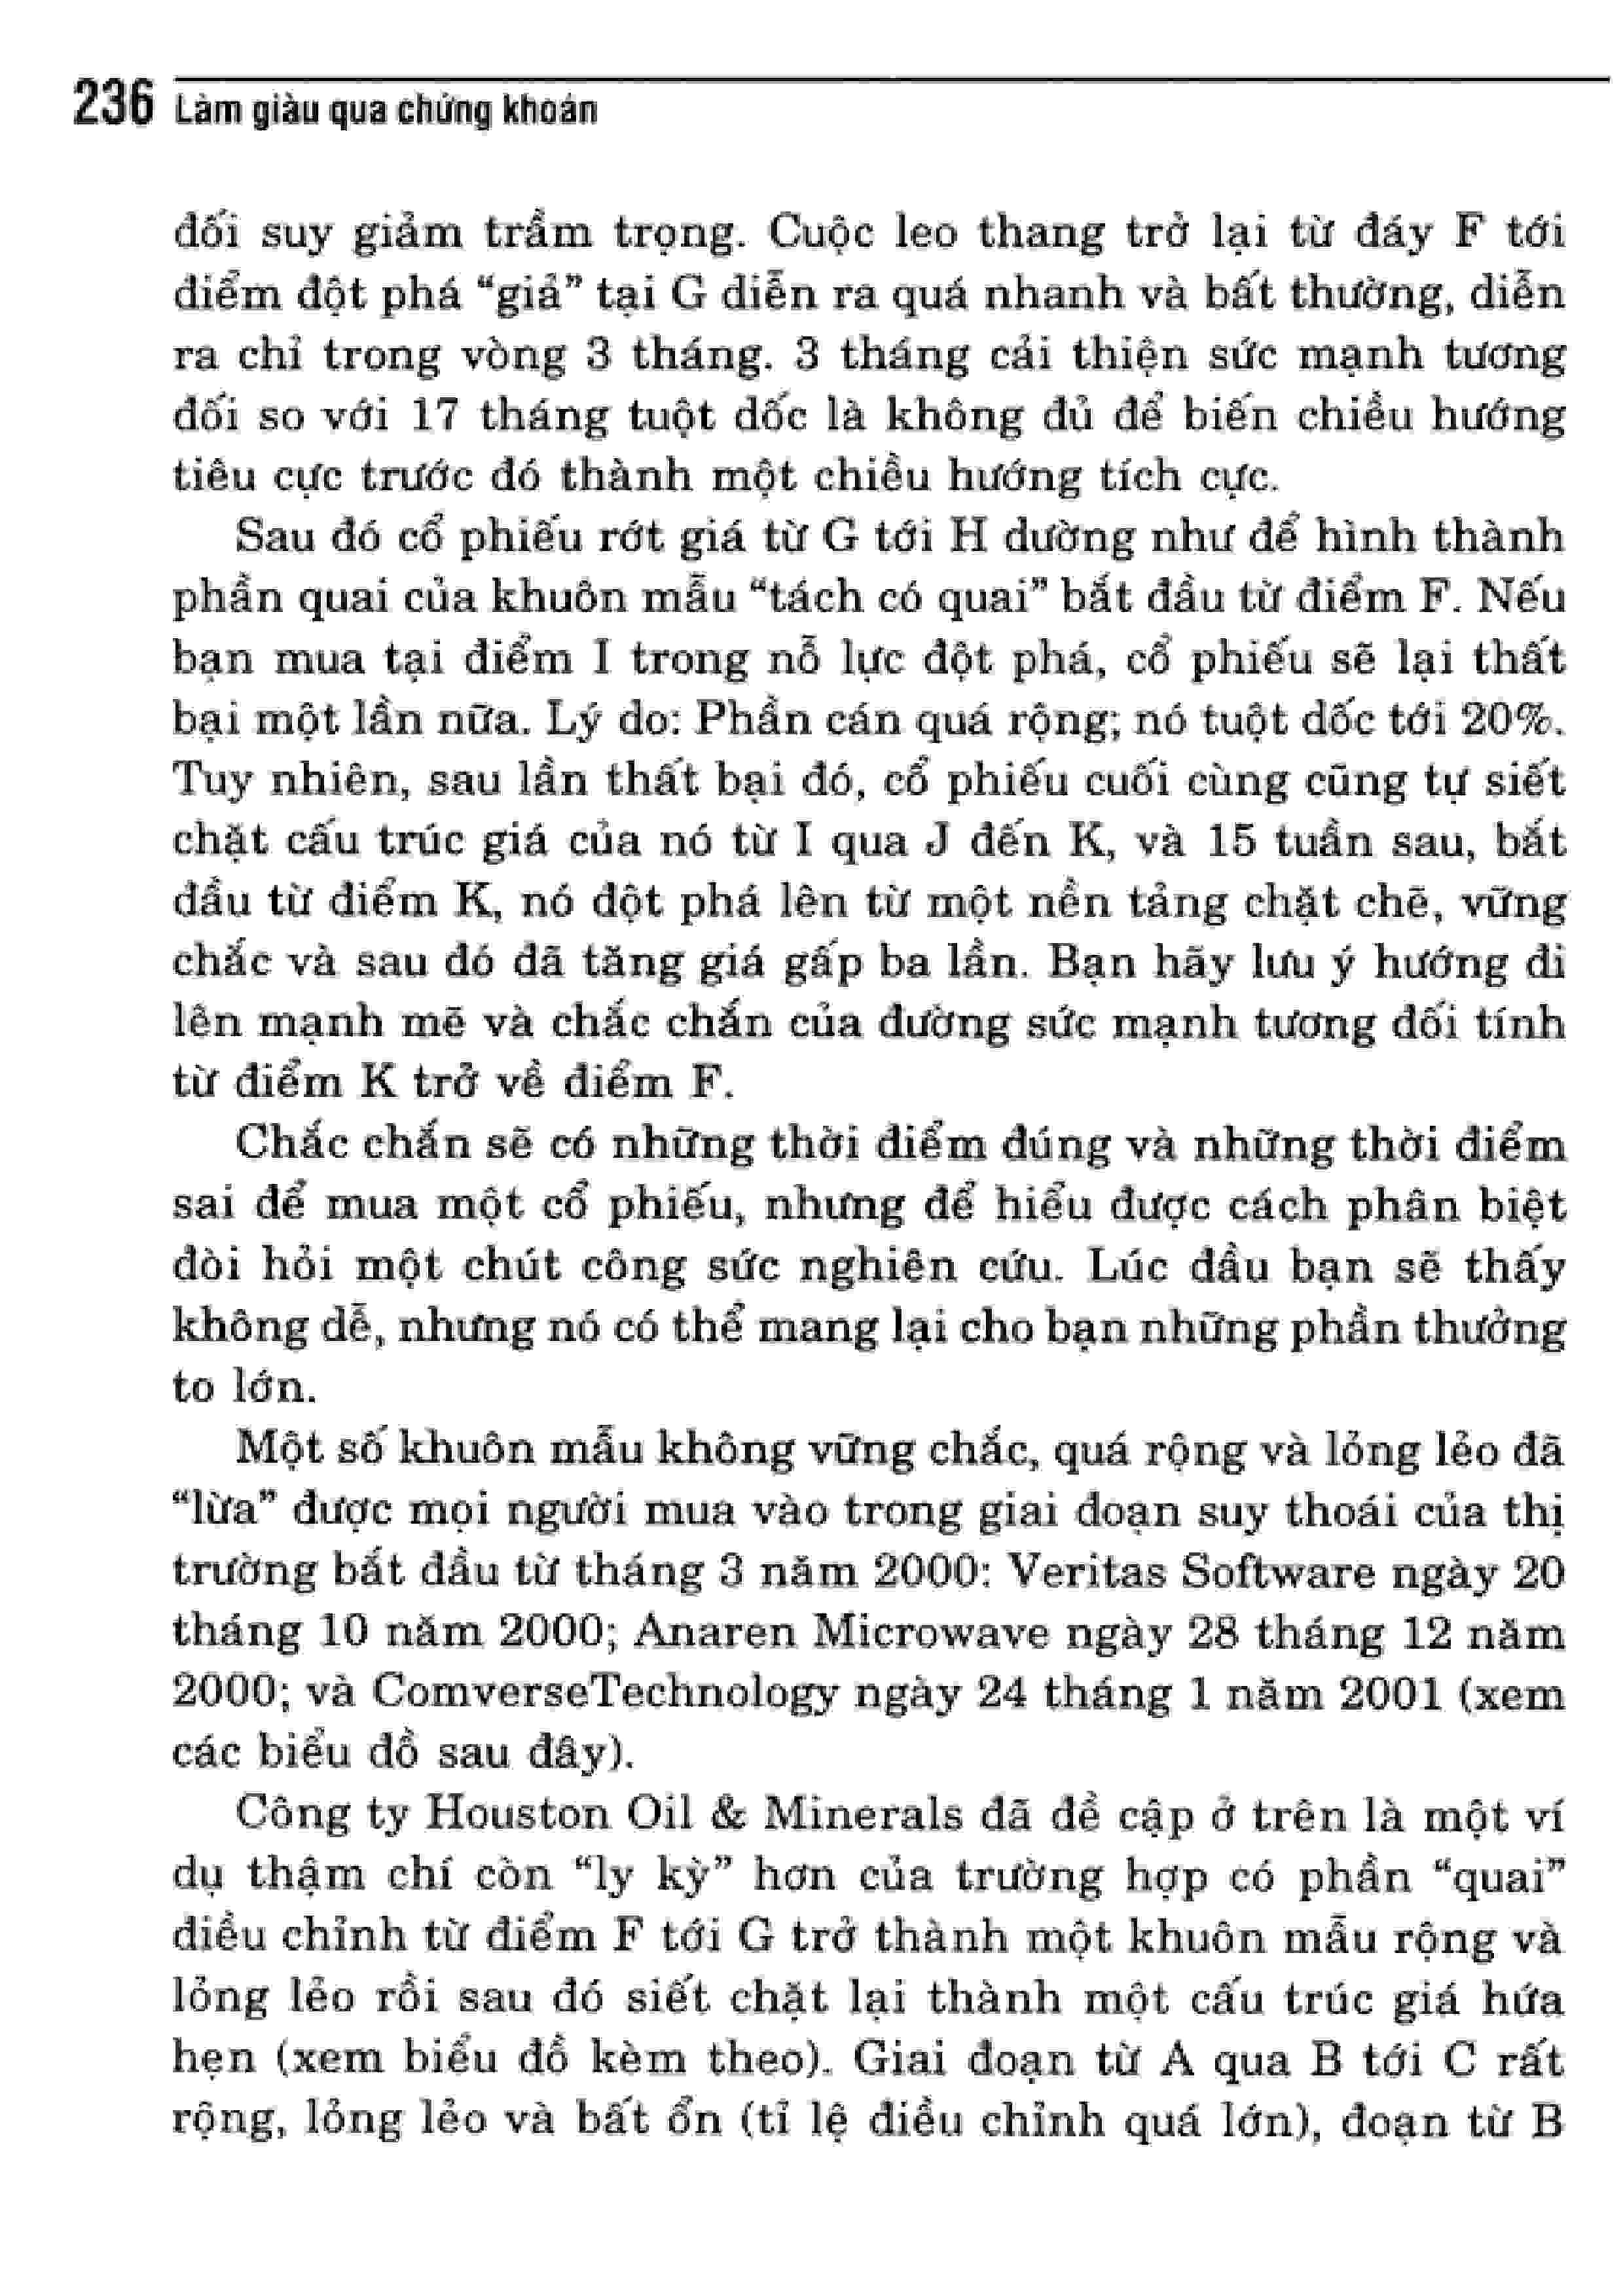 236 Làm giàu qua chứng khoán
đối suy giảm trầm trọng. Cuộc leo thang trở lại từ đáy F tới
điểm đột phá “giả” tại G diễn ra quá nhanh và bất thường, diễn
ra chỉ trong vòng 3 tháng. 3 tháng cải thiện sức mạnh tương
đối so với 17 tháng tuột dốc là không đủ để biến chiều hướng
tiêu cực trước đó thành một chiều hướng tích cực.
Sau đó cổ phiếu rớt giá từ G tới H dường như để hình thành
phần quai của khuôn mẫu “tách có quai” bắt đầu từ điểm F. Nếu
bạn mua tại điểm I trong nỗ lực đột phá, cổ phiếu sẽ lại thất
bại một lần nữa. Lý do: Phần cán quá rộng; nó tuột dốc tới 20%.
Tuy nhiên, sau lần thất bại đó, cổ phiếu cuối cùng cũng tự siết
chặt cấu trúc giá của nó từ I qua J đến K, và 15 tuần sau, bắt
đầu từ điểm K, nó đột phá lên từ một nền tảng chặt chẽ, vững
chắc và sau đó đã tăng giá gấp ba lần. Bạn hãy lưu ý hướng đi
lên mạnh mẽ và chắc chắn của đường sức mạnh tương đối tính
từ điểm K trở về điểm F.
Chắc chắn sẽ có những thời điểm đúng và những thời điểm
sai để mua một cổ phiếu, nhưng để hiểu được cách phân biệt
đòi hỏi một chút công sức nghiên cứu. Lúc đầu bạn sẽ thấy
không dễ, nhưng nó có thể mang lại cho bạn những phần thưởng
to lớn.
Một số khuôn mẫu không vững chắc, quá rộng và lỏng lẻo đã
“lừa” được mọi người mua vào trong giai đoạn suy thoái của thị
trường bắt đầu từ tháng 3 năm 2000: Veritas Software ngày 20
tháng 10 năm 2000; Anaren Microwave ngày 28 tháng 12 năm
2000; và ComverseTechnology ngày 24 tháng 1 năm 2001 (xem
các biểu đồ sau đây).
Công ty Houston Oil & Minerals đã đề cập ở trên là một ví
dụ thậm chí còn “ly kỳ” hơn của trường hợp có phần “quai”
điều chỉnh từ điểm F tới G trở thành một khuôn mẫu rộng và
lỏng lẻo rồi sau đó siết chặt lại thành một cấu trúc giá hứa
hẹn (xem biểu đồ kèm theo). Giai đoạn từ A qua B tới C rất
rộng, lỏng lẻo và bất ổn (tỉ lệ điều chỉnh quá lớn), đoạn từ B